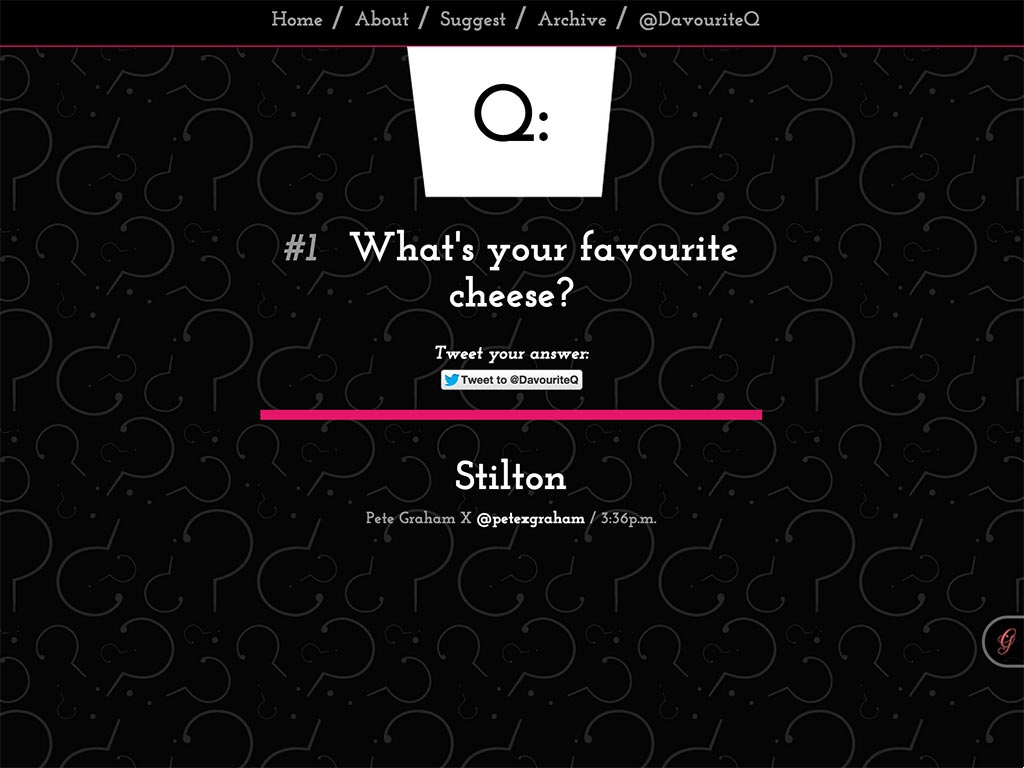 Home / About / Suggest / Archive / @DavouriteQ
Q:
#1 What's your favourite
cheese?
Tweet your answer:
Tweet to @DavouriteQ
Stilton
Pete Graham X @petexgraham / 3:36p.m.
G